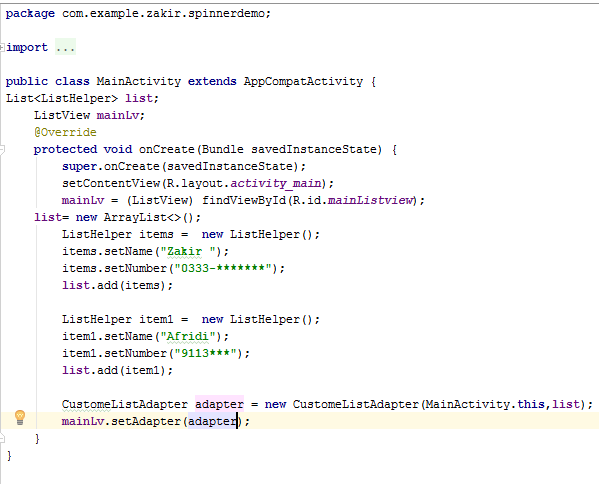 package com.example.zakir.spinnerdemo;
import ...
public class MainActivity extends AppCompatActivity {
List<ListHelper> list;
ListView mainLv;
@Override
protected void onCreate(Bundle savedInstanceState) {
super.onCreate(savedInstanceState);
setContentView(R.layout.activity_main);
mainLv = (ListView) findViewById(R.id.mainListview);
list= new ArrayList<>();
ListHelper items =  new ListHelper();
items.setName("Zakir ");
items.setNumber("0333-*******");
list.add(items);
ListHelper item1 =  new ListHelper();
item1.setName("Afridi");
item1.setNumber("9113***");
list.add(item1);
CustomeListAdapter adapter = new CustomeListAdapter(MainActivity.this,list);
mainLv.setAdapter(adapter);
}
}